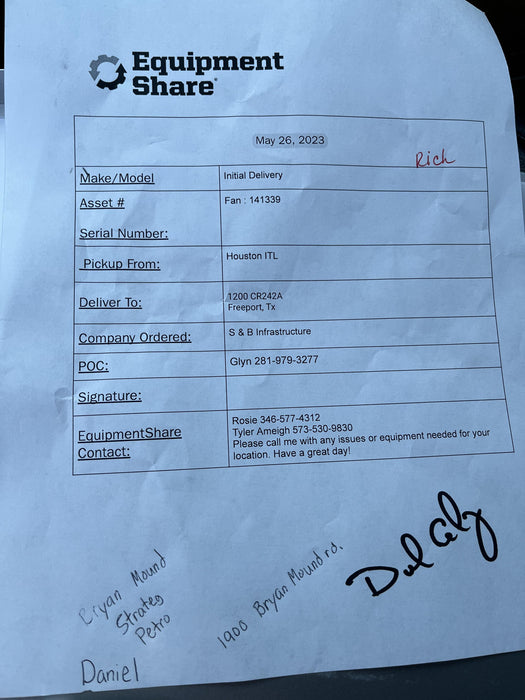 Equipment
Share
May 26, 2023
Rich
Make/Model
Initial Delivery
Asset #
Fan : 141339
Serial Number:
Pickup From:
Houston ITL
Deliver To:
1200 CR242A
Freeport, Tx
Company Ordered:
S & B Infrastructure
POC:
Glyn 281-979-3277
Signature:
EquipmentShare
Contact:
Rosie 346-577-4312
Tyler Ameigh 573-530-9830
Please call me with any issues or equipment needed for your
location. Have a great day!
Bryan Mound
Strateg
Petro
Daniel
1900 Bryan Mound rd.